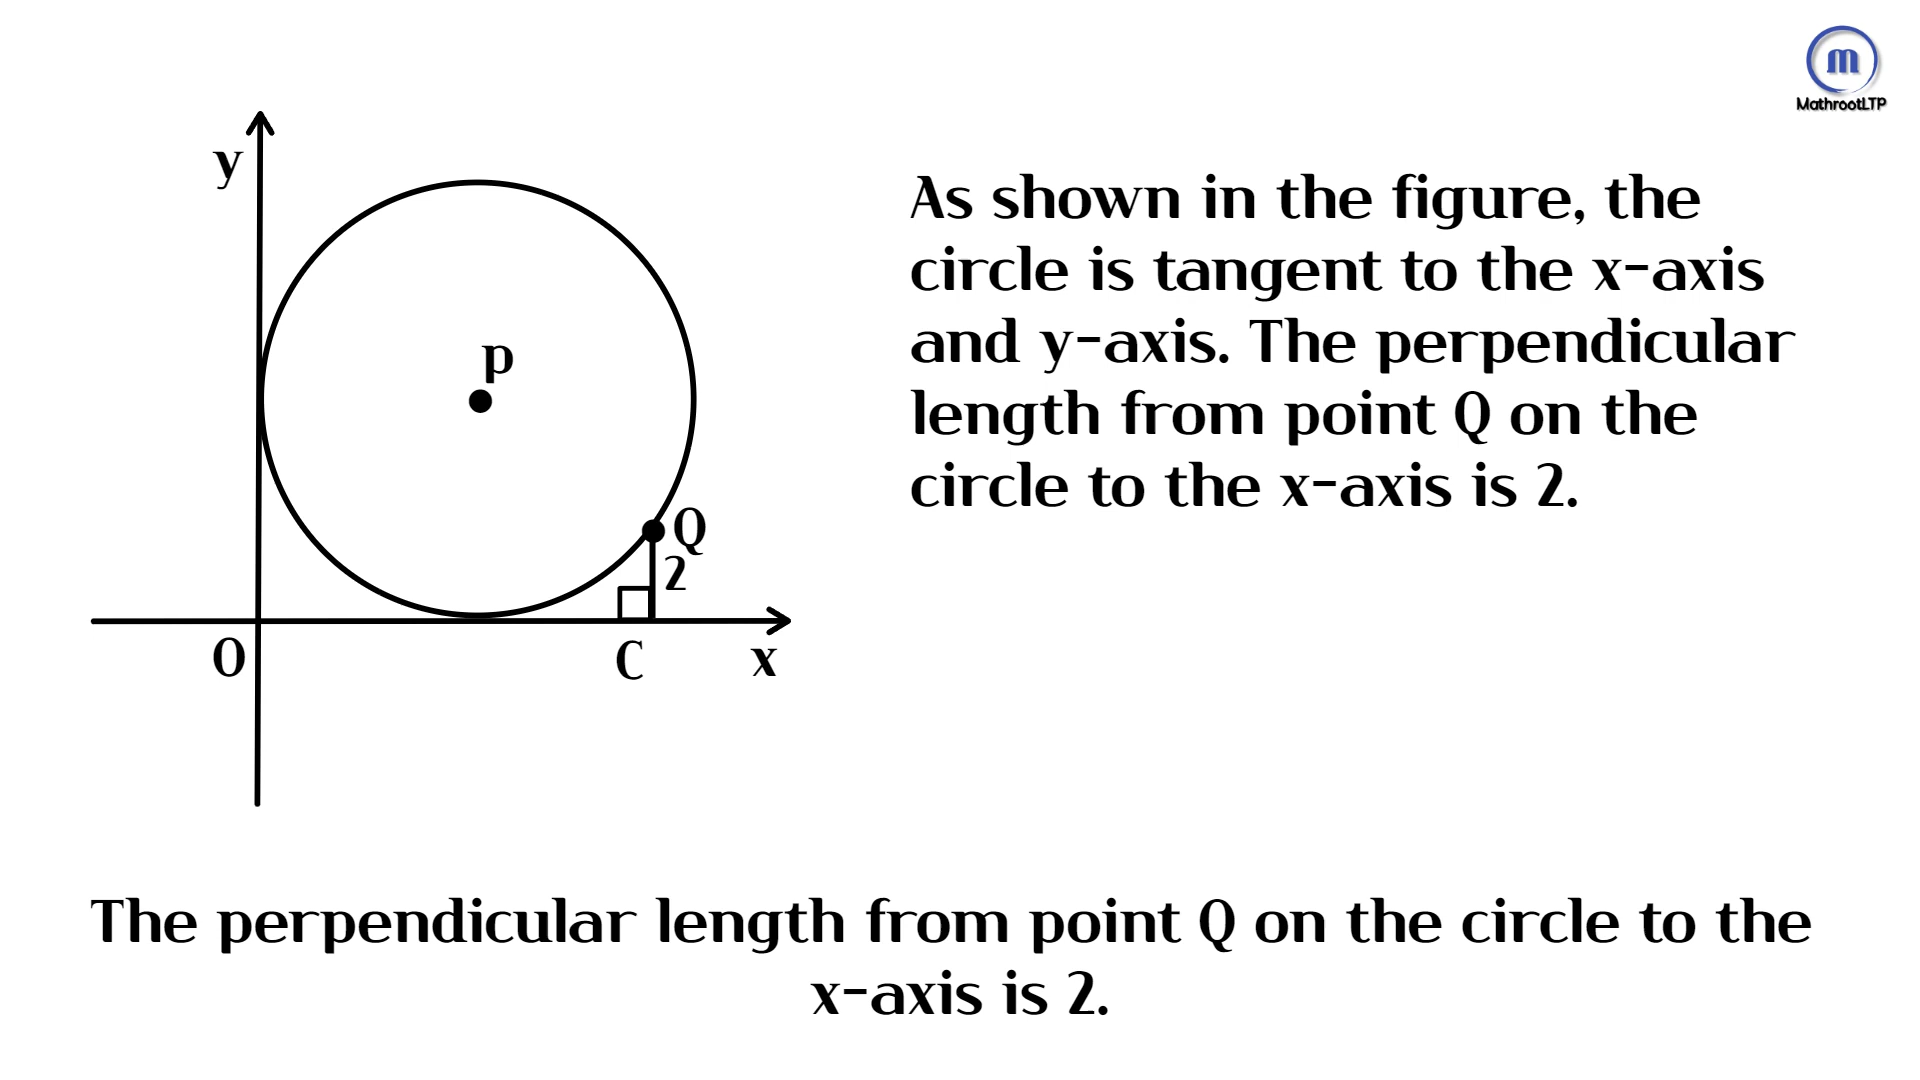 m
MathrootLTP
y
p
Q
2
O
C
x
As shown in the figure, the
circle is tangent to the x-axis
and y-axis. The perpendicular
length from point Q on the
circle to the x-axis is 2.
The perpendicular length from point Q on the circle to the
x-axis is 2.